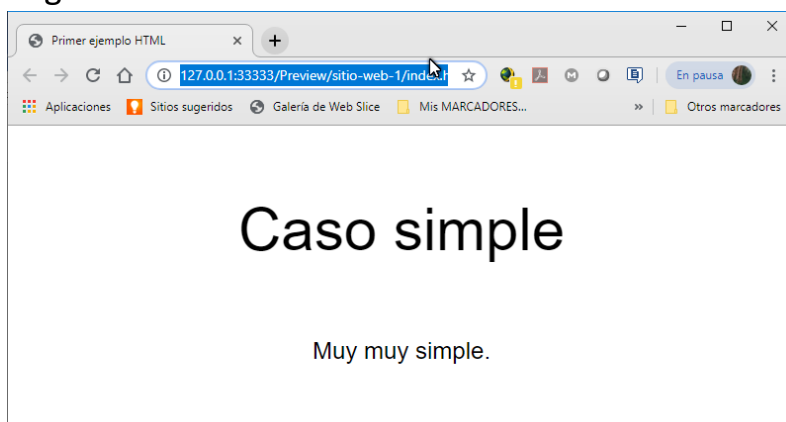 Primer ejemplo HTML
127.0.0.1:33333/Preview/sitio-web-1/index.h
En pausa
Aplicaciones Sitios sugeridos Galería de Web Slice Mis MARCADORES... » Otros marcadores
Caso simple
Muy muy simple.